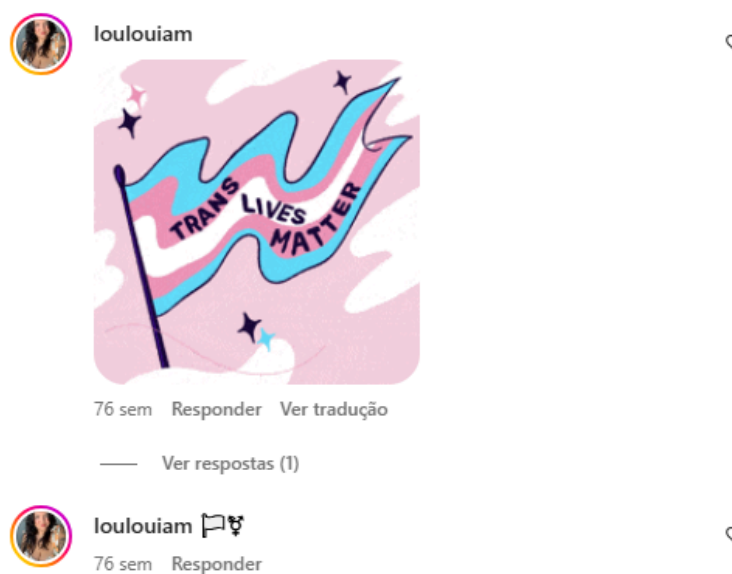 loulouiam
TRANS
LIVES
MATTER
76 sem Responder Ver tradução
Ver respostas (1)
loulouiam 🏳⚧
76 sem Responder